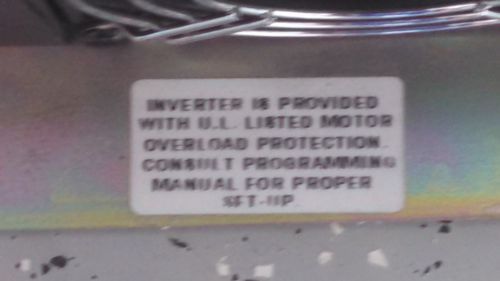 INVERTER IS PROVIDED
WITH U.L. LISTED MOTOR
OVERLOAD PROTECTION.
CONSULT PROGRAMMING
MANUAL FOR PROPER
SET-UP.